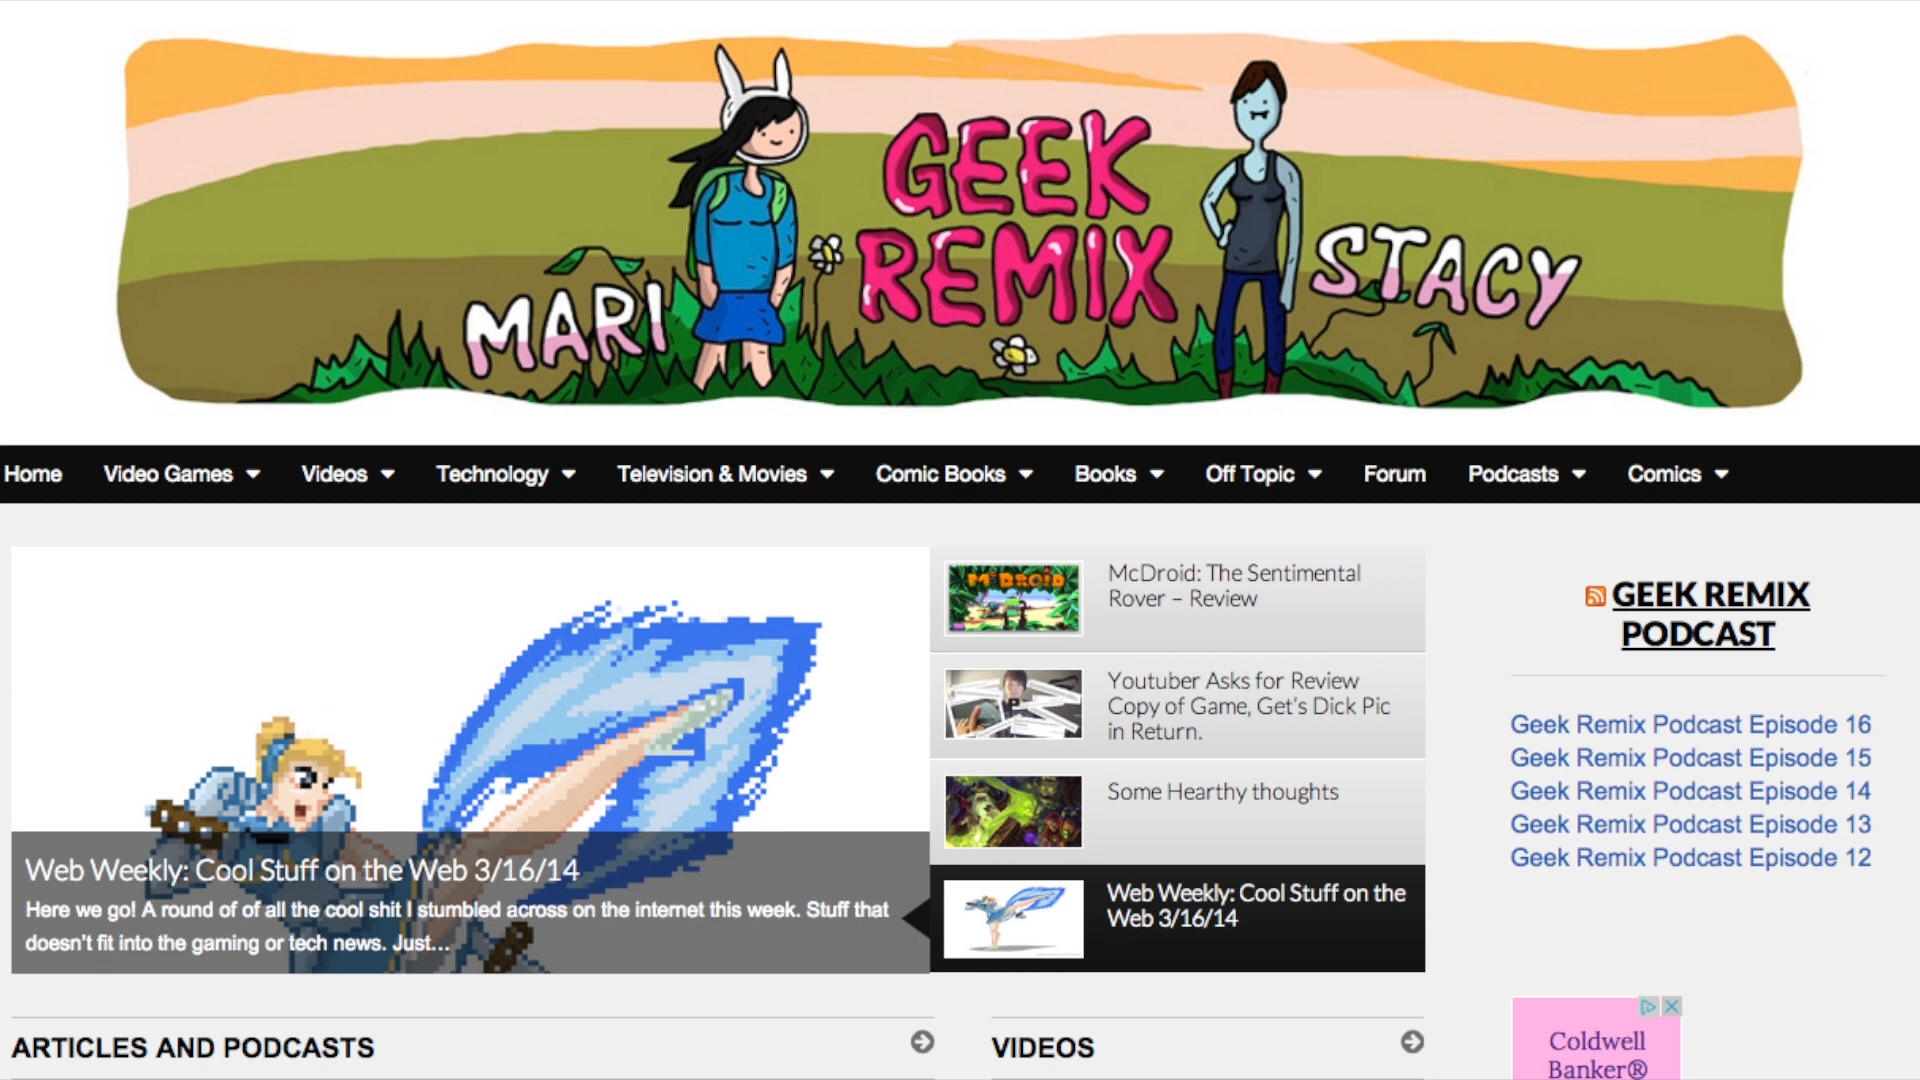 GEEK
REMIX
MARI
STACY
Home Video Games Videos Technology Television & Movies Comic Books Books Off Topic Forum Podcasts Comics
Web Weekly: Cool Stuff on the Web 3/16/14
Here we go! A round of of all the cool shit I stumbled across on the internet this week. Stuff that
doesn't fit into the gaming or tech news. Just...
McDROID
McDroid: The Sentimental
Rover – Review
Youtuber Asks for Review
Copy of Game, Get's Dick Pic
in Return.
Some Hearthy thoughts
Web Weekly: Cool Stuff on the
Web 3/16/14
GEEK REMIX
PODCAST
Geek Remix Podcast Episode 16
Geek Remix Podcast Episode 15
Geek Remix Podcast Episode 14
Geek Remix Podcast Episode 13
Geek Remix Podcast Episode 12
ARTICLES AND PODCASTS
VIDEOS
Coldwell
Banker®